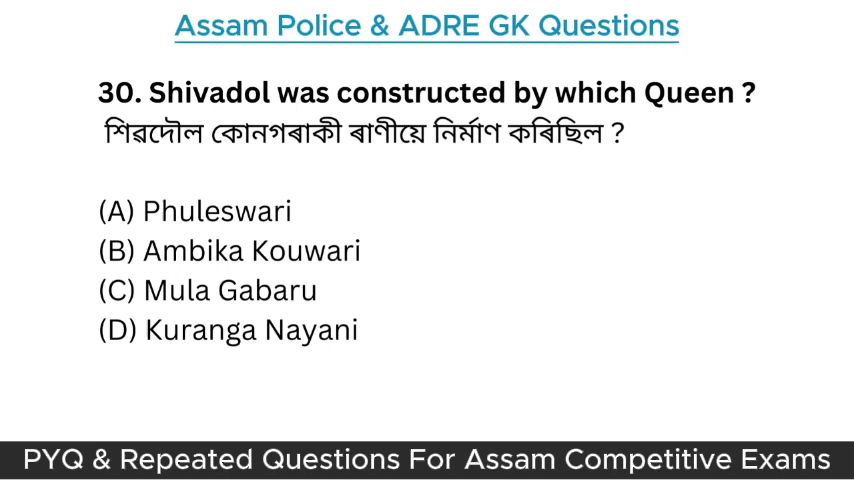 Assam Police & ADRE GK Questions
30. Shivadol was constructed by which Queen ?
শিৱদৌল কোনগৰাকী ৰাণীয়ে নিৰ্মাণ কৰিছিল ?
(A) Phuleswari
(B) Ambika Kouwari
(C) Mula Gabaru
(D) Kuranga Nayani
PYQ & Repeated Questions For Assam Competitive Exams